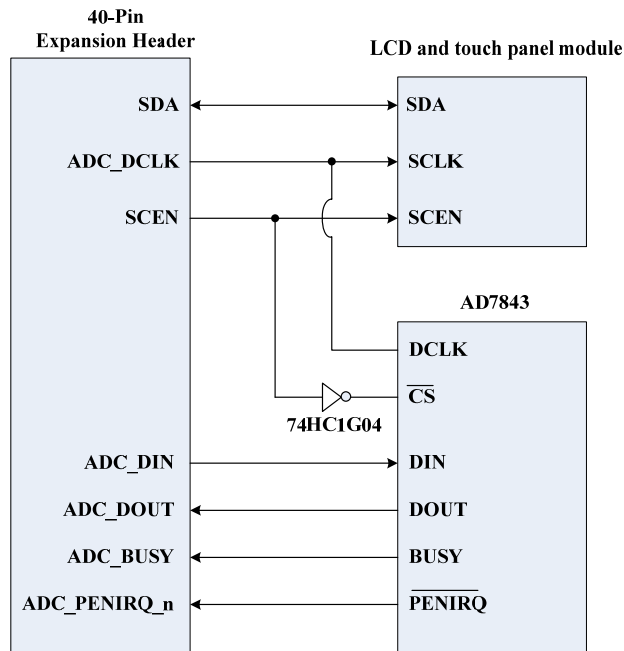 40-Pin
Expansion Header
LCD and touch panel module
SDA
SDA
ADC_DCLK
SCLK
SCEN
SCEN
AD7843
DCLK
CS
74HC1G04
ADC_DIN
DIN
ADC_DOUT
DOUT
ADC_BUSY
BUSY
ADC_PENIRQ_n
PENIRQ